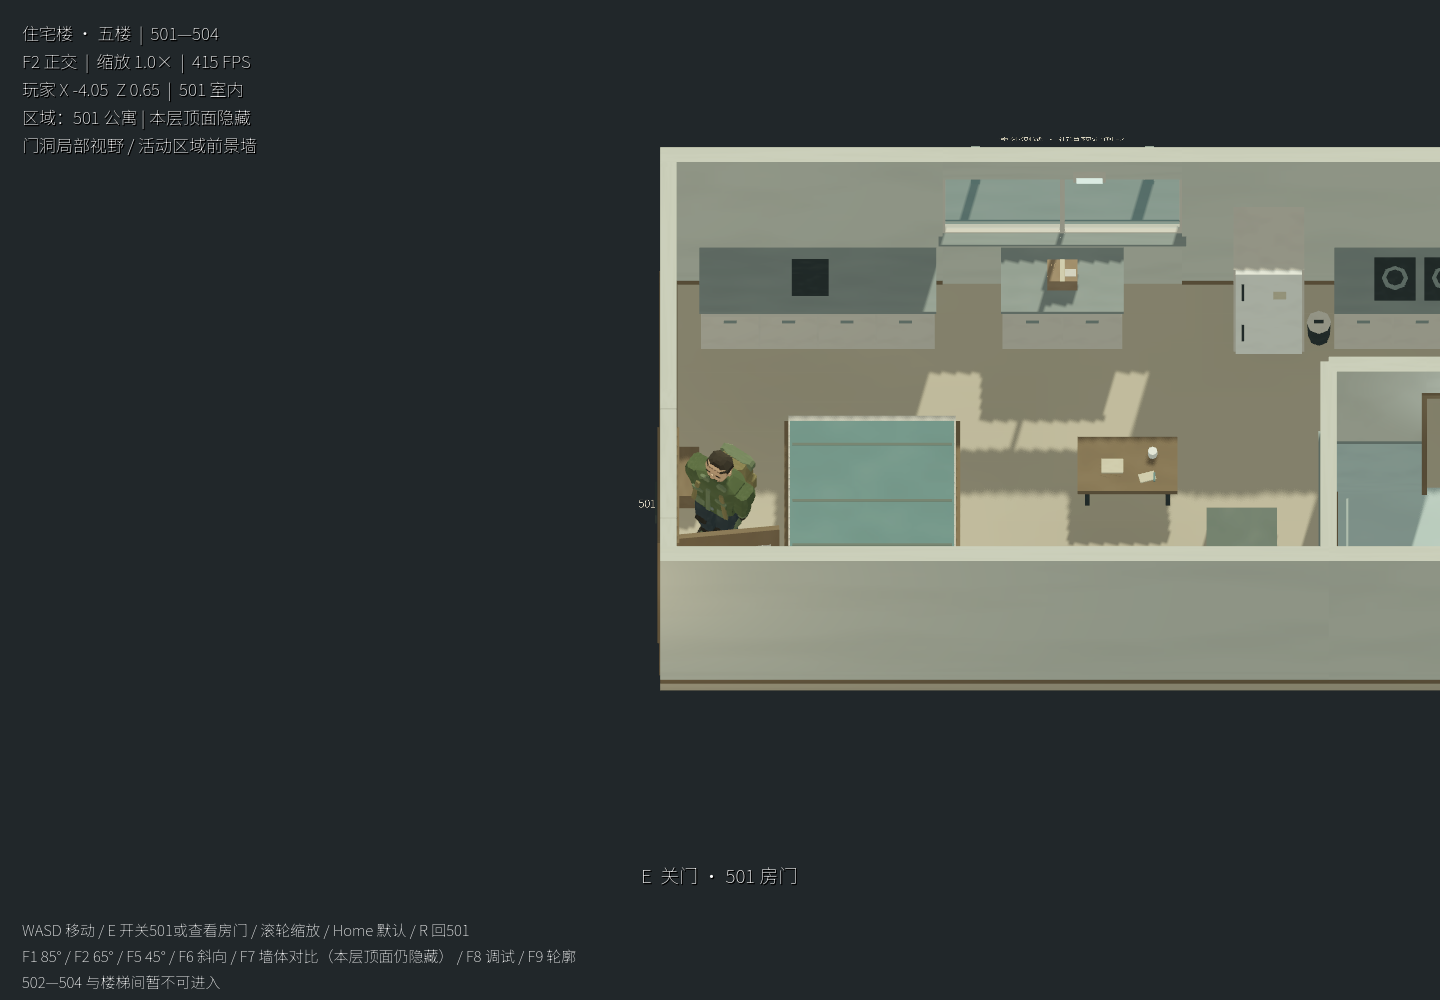 住宅楼 · 五楼 | 501—504
F2 正交 | 缩放 1.0× | 415 FPS
玩家 X -4.05 Z 0.65 | 501 室内
区域：501 公寓 | 本层顶面隐藏
门洞局部视野 / 活动区域前景墙
501
E 关门 · 501 房门
WASD 移动 / E 开关501或查看房门 / 滚轮缩放 / Home 默认 / R 回501
F1 85° / F2 65° / F5 45° / F6 斜向 / F7 墙体对比（本层顶面仍隐藏） / F8 调试 / F9 轮廓
502—504 与楼梯间暂不可进入